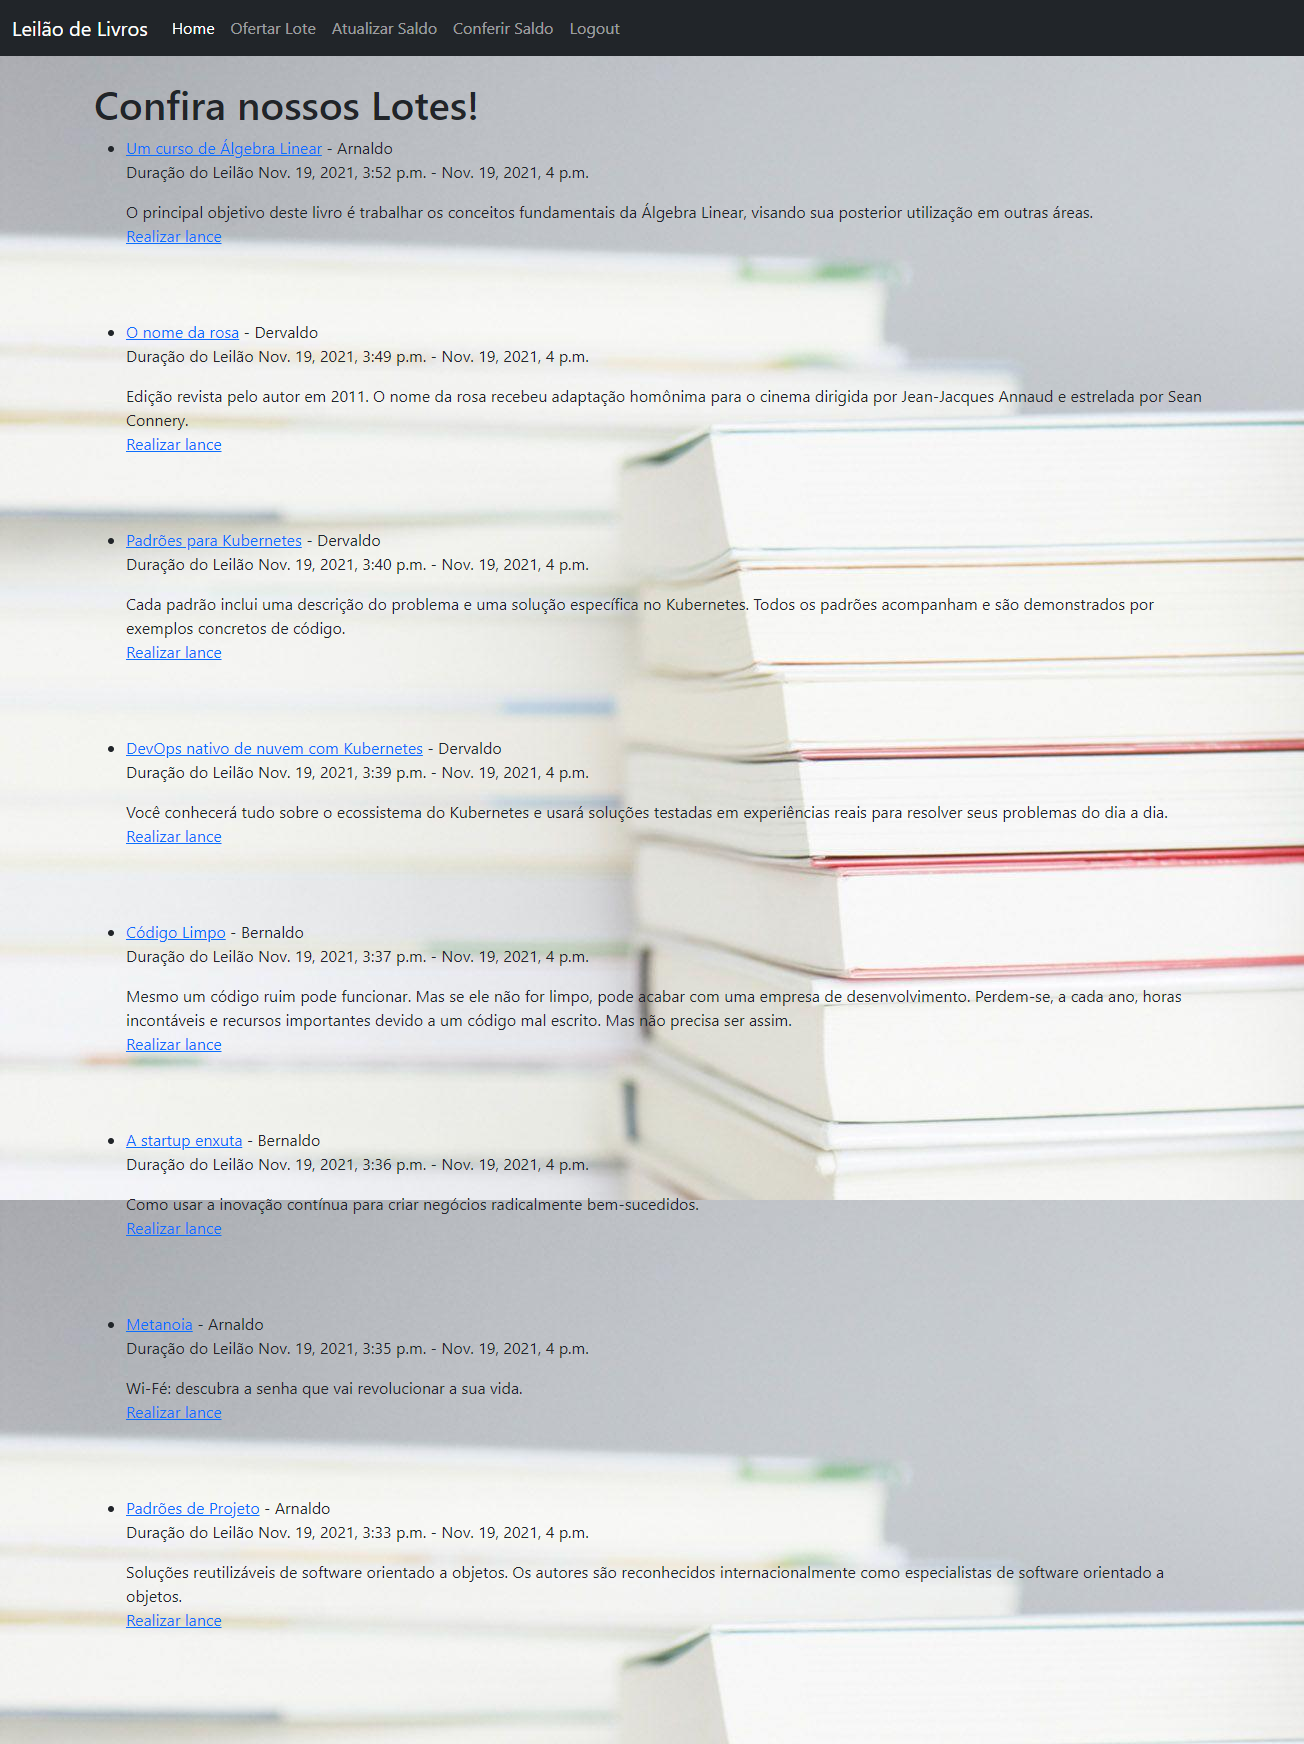 Leilão de Livros Home Ofertar Lote Atualizar Saldo Conferir Saldo Logout
Confira nossos Lotes!
Um curso de Álgebra Linear - Arnaldo
Duração do Leilão Nov. 19, 2021, 3:52 p.m. - Nov. 19, 2021, 4 p.m.
O principal objetivo deste livro é trabalhar os conceitos fundamentais da Álgebra Linear, visando sua posterior utilização em outras áreas.
Realizar lance
O nome da rosa - Dervaldo
Duração do Leilão Nov. 19, 2021, 3:49 p.m. - Nov. 19, 2021, 4 p.m.
Edição revista pelo autor em 2011. O nome da rosa recebeu adaptação homônima para o cinema dirigida por Jean-Jacques Annaud e estrelada por Sean
Connery.
Realizar lance
Padrões para Kubernetes - Dervaldo
Duração do Leilão Nov. 19, 2021, 3:40 p.m. - Nov. 19, 2021, 4 p.m.
Cada padrão inclui uma descrição do problema e uma solução específica no Kubernetes. Todos os padrões acompanham e são demonstrados por
exemplos concretos de código.
Realizar lance
DevOps nativo de nuvem com Kubernetes - Dervaldo
Duração do Leilão Nov. 19, 2021, 3:39 p.m. - Nov. 19, 2021, 4 p.m.
Você conhecerá tudo sobre o ecossistema do Kubernetes e usará soluções testadas em experiências reais para resolver seus problemas do dia a dia.
Realizar lance
Código Limpo - Bernaldo
Duração do Leilão Nov. 19, 2021, 3:37 p.m. - Nov. 19, 2021, 4 p.m.
Mesmo um código ruim pode funcionar. Mas se ele não for limpo, pode acabar com uma empresa de desenvolvimento. Perdem-se, a cada ano, horas
incontáveis e recursos importantes devido a um código mal escrito. Mas não precisa ser assim.
Realizar lance
A startup enxuta - Bernaldo
Duração do Leilão Nov. 19, 2021, 3:36 p.m. - Nov. 19, 2021, 4 p.m.
Como usar a inovação contínua para criar negócios radicalmente bem-sucedidos.
Realizar lance
Metanoia - Arnaldo
Duração do Leilão Nov. 19, 2021, 3:35 p.m. - Nov. 19, 2021, 4 p.m.
Wi-Fé: descubra a senha que vai revolucionar a sua vida.
Realizar lance
Padrões de Projeto - Arnaldo
Duração do Leilão Nov. 19, 2021, 3:33 p.m. - Nov. 19, 2021, 4 p.m.
Soluções reutilizáveis de software orientado a objetos. Os autores são reconhecidos internacionalmente como especialistas de software orientado a
objetos.
Realizar lance